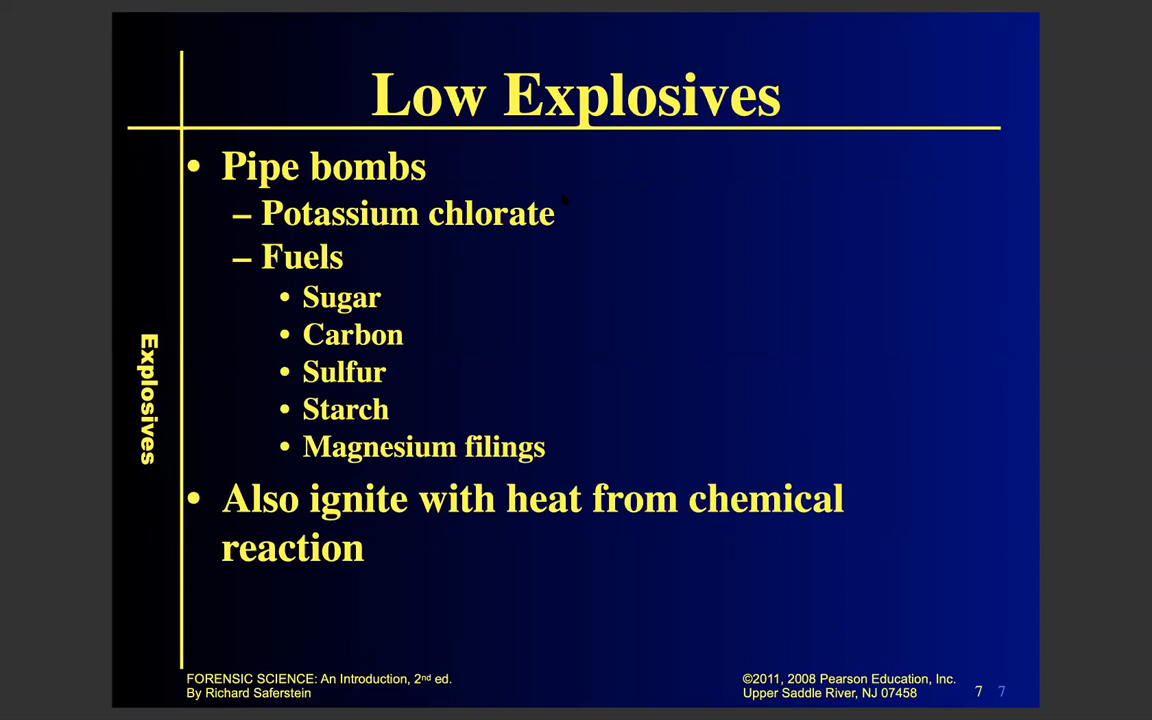 Low Explosives
• Pipe bombs
– Potassium chlorate
– Fuels
• Sugar
• Carbon
• Sulfur
• Starch
• Magnesium filings
• Also ignite with heat from chemical
reaction
Explosives
FORENSIC SCIENCE: An Introduction, 2nd ed.
By Richard Saferstein
©2011, 2008 Pearson Education, Inc.
Upper Saddle River, NJ 07458
7 7